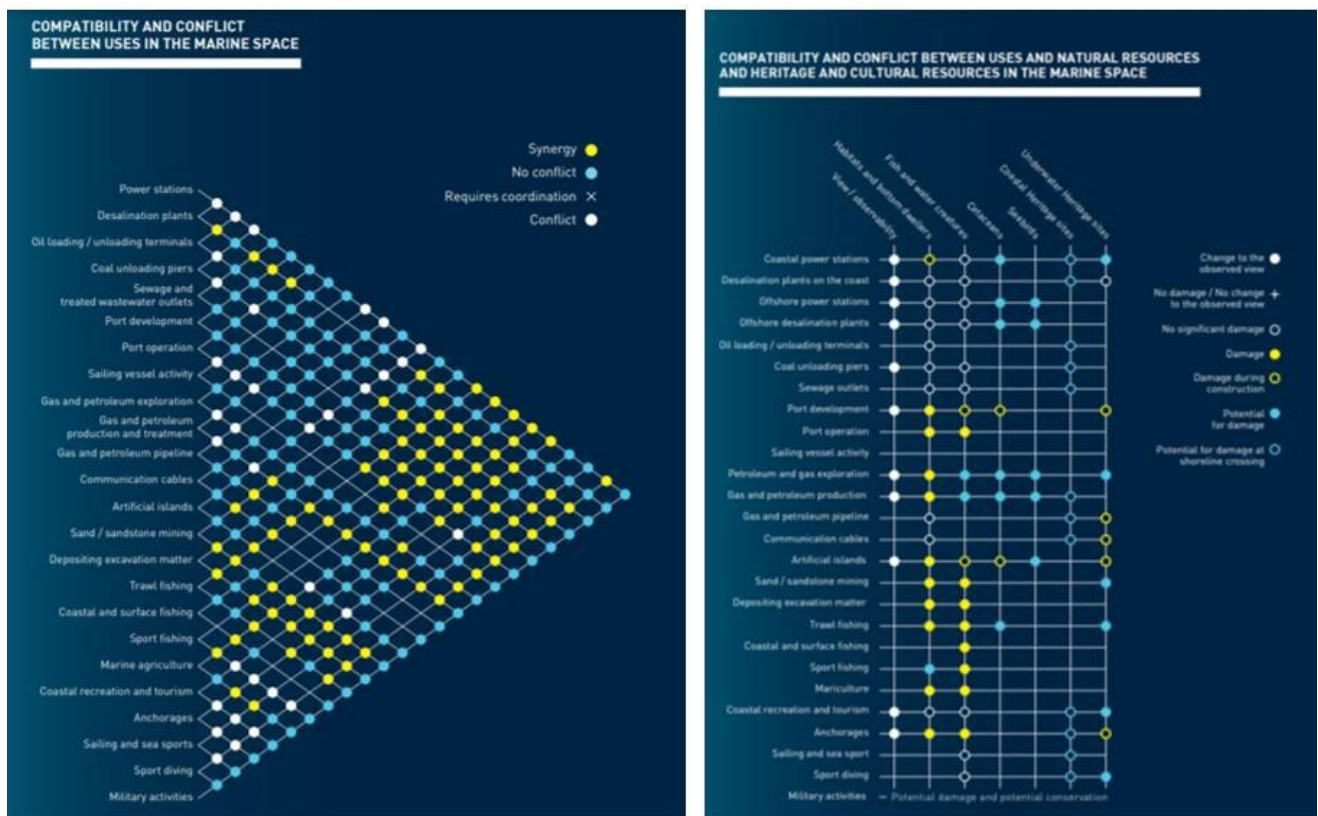 COMPATIBILITY AND CONFLICT
BETWEEN USES IN THE MARINE SPACE
Synergy
No conflict
Requires coordination
Conflict
Power stations
Desalination plants
Oil loading / unloading terminals
Coal unloading piers
Sewage and
treated wastewater outlets
Port development
Port operation
Sailing vessel activity
Gas and petroleum exploration
Gas and petroleum
production and treatment
Gas and petroleum pipeline
Communication cables
Artificial islands
Sand / sandstone mining
Depositing excavation matter
Trawl fishing
Coastal and surface fishing
Sport fishing
Marine agriculture
Coastal recreation and tourism
Anchorages
Sailing and sea sports
Sport diving
Military activities
COMPATIBILITY AND CONFLICT BETWEEN USES AND NATURAL RESOURCES
AND HERITAGE AND CULTURAL RESOURCES IN THE MARINE SPACE
View / observability
Habitats and bottom dwellers
Fish and water creatures
Cetaceans
Seabirds
Coastal Heritage sites
Underwater Heritage sites
Coastal power stations
Desalination plants on the coast
Offshore power stations
Offshore desalination plants
Oil loading / unloading terminals
Coal unloading piers
Sewage outlets
Port development
Port operation
Sailing vessel activity
Petroleum and gas exploration
Gas and petroleum production
Gas and petroleum pipeline
Communication cables
Artificial islands
Sand / sandstone mining
Depositing excavation matter
Trawl fishing
Coastal and surface fishing
Sport fishing
Mariculture
Coastal recreation and tourism
Anchorages
Sailing and sea sport
Sport diving
Military activities — Potential damage and potential conservation
Change to the
observed view
No damage / No change
to the observed view
No significant damage
Damage
Damage during
construction
Potential
for damage
Potential for damage at
shoreline crossing